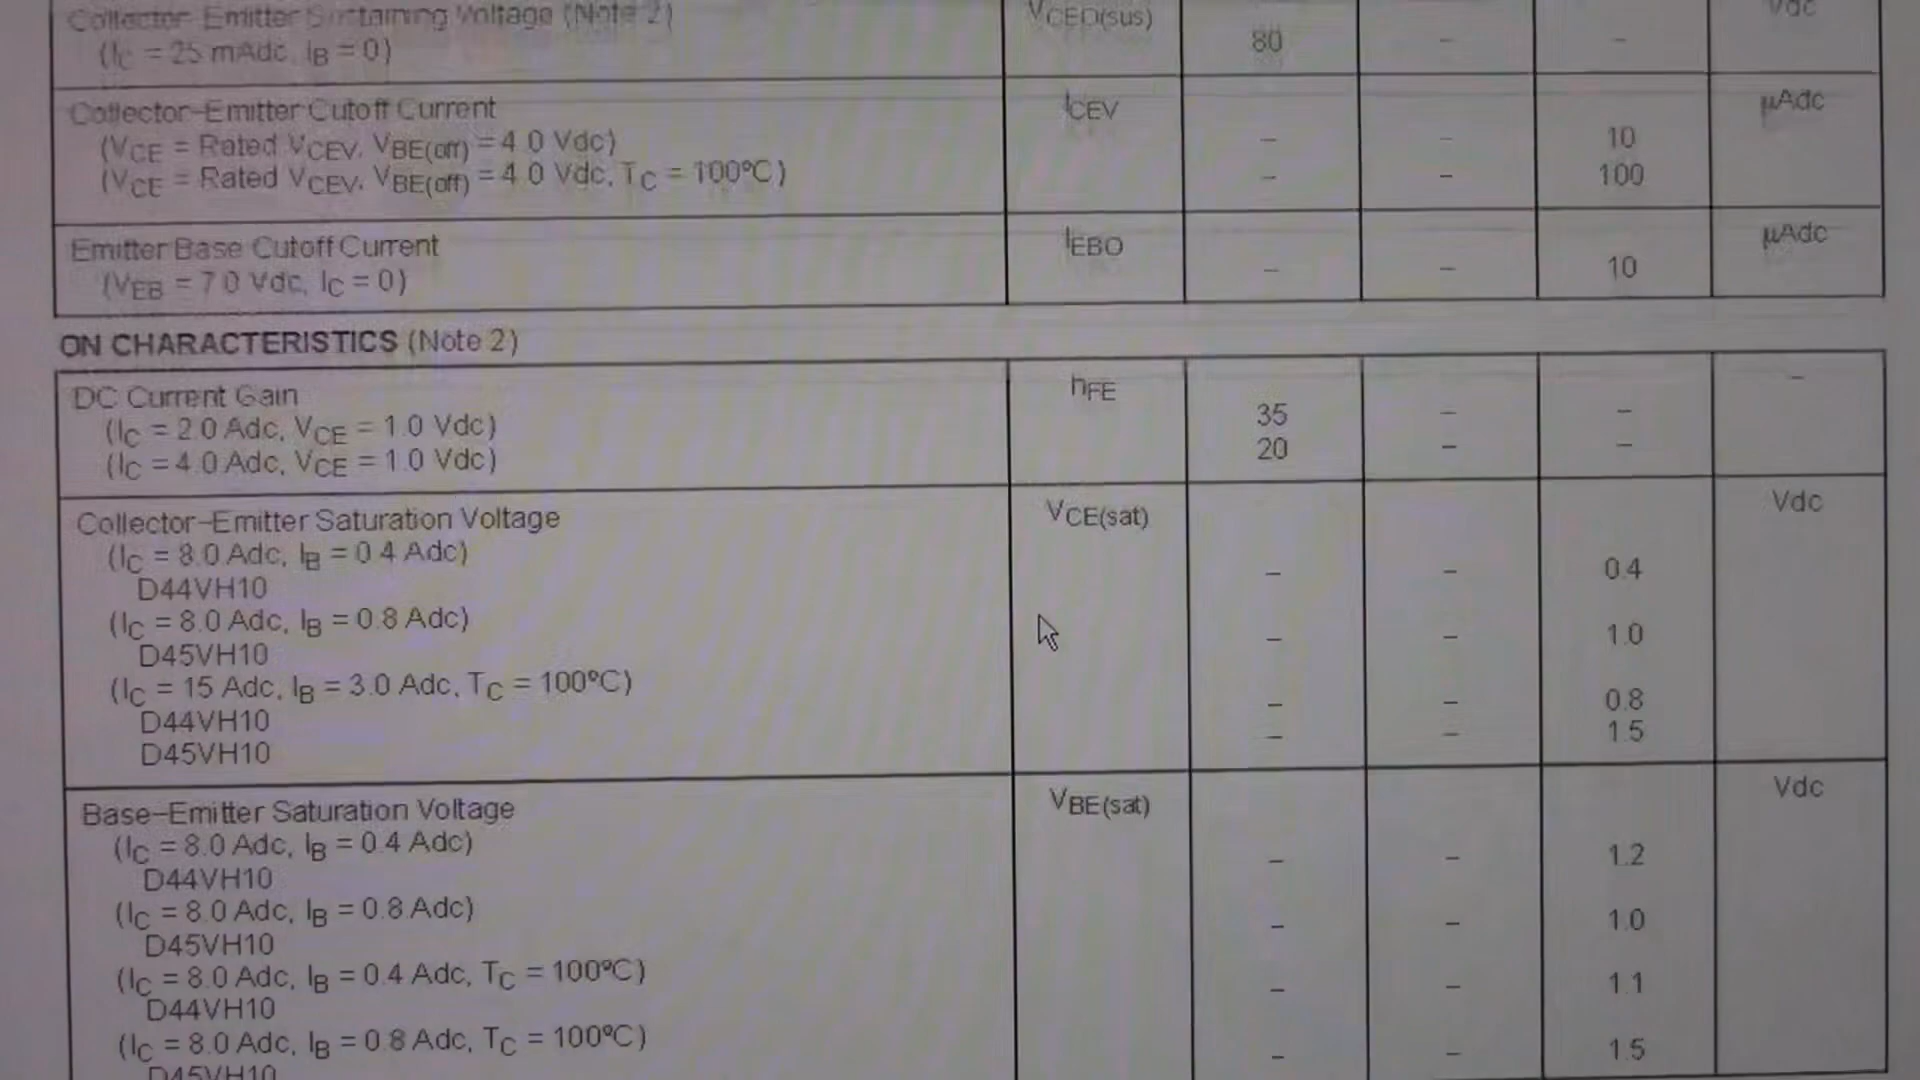 Collector-Emitter Sustaining Voltage (Note 2) VCEO(sus) Vdc
(IC = 25 mAdc, IB = 0) 80 – –
Collector–Emitter Cutoff Current ICEV μAdc
(VCE = Rated VCEV, VBE(off) = 4.0 Vdc) – – 10
(VCE = Rated VCEV, VBE(off) = 4.0 Vdc, TC = 100°C) – – 100
Emitter Base Cutoff Current IEBO μAdc
(VEB = 7.0 Vdc, IC = 0) – – 10
ON CHARACTERISTICS (Note 2)
DC Current Gain hFE –
(IC = 2.0 Adc, VCE = 1.0 Vdc) 35 – –
(IC = 4.0 Adc, VCE = 1.0 Vdc) 20 – –
Collector–Emitter Saturation Voltage VCE(sat) Vdc
(IC = 8.0 Adc, IB = 0.4 Adc) – – 0.4
D44VH10
(IC = 8.0 Adc, IB = 0.8 Adc) – – 1.0
D45VH10
(IC = 15 Adc, IB = 3.0 Adc, TC = 100°C)
D44VH10 – – 0.8
D45VH10 – – 1.5
Base–Emitter Saturation Voltage VBE(sat) Vdc
(IC = 8.0 Adc, IB = 0.4 Adc) – – 1.2
D44VH10
(IC = 8.0 Adc, IB = 0.8 Adc) – – 1.0
D45VH10
(IC = 8.0 Adc, IB = 0.4 Adc, TC = 100°C) – – 1.1
D44VH10
(IC = 8.0 Adc, IB = 0.8 Adc, TC = 100°C) – – 1.5
D45VH10